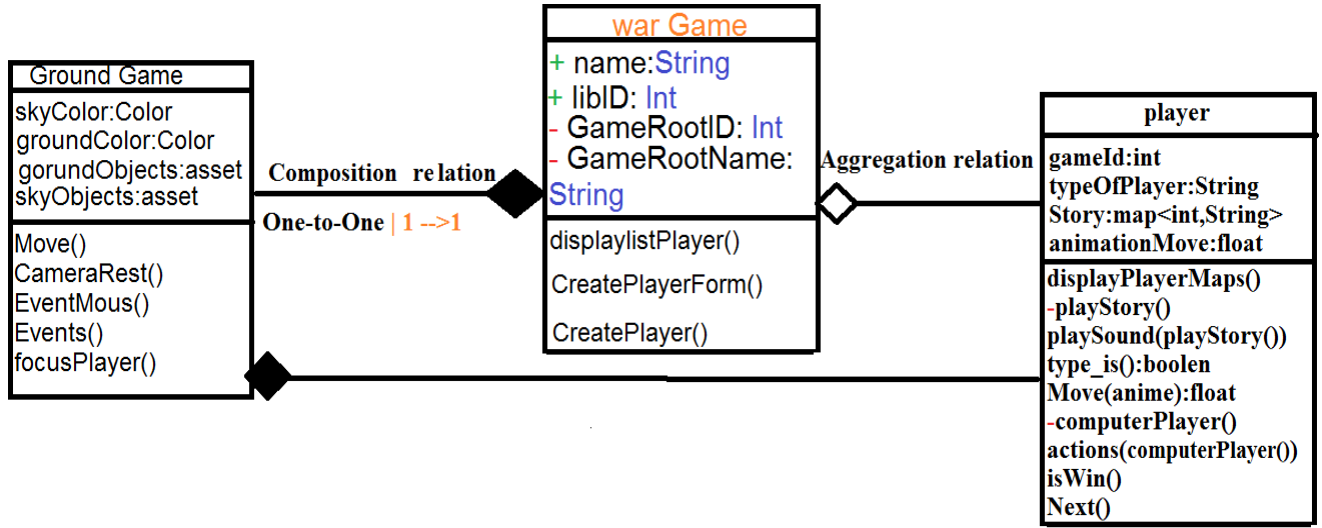 Ground Game
skyColor:Color
groundColor:Color
gorundObjects:asset
skyObjects:asset
Move()
CameraRest()
EventMous()
Events()
focusPlayer()
Composition relation
One-to-One | 1 -->1
war Game
+ name:String
+ libID: Int
- GameRootID: Int
- GameRootName:
String
displaylistPlayer()
CreatePlayerForm()
CreatePlayer()
Aggregation relation
player
gameId:int
typeOfPlayer:String
Story:map<int,String>
animationMove:float
displayPlayerMaps()
-playStory()
playSound(playStory())
type_is():boolen
Move(anime):float
-computerPlayer()
actions(computerPlayer())
isWin()
Next()